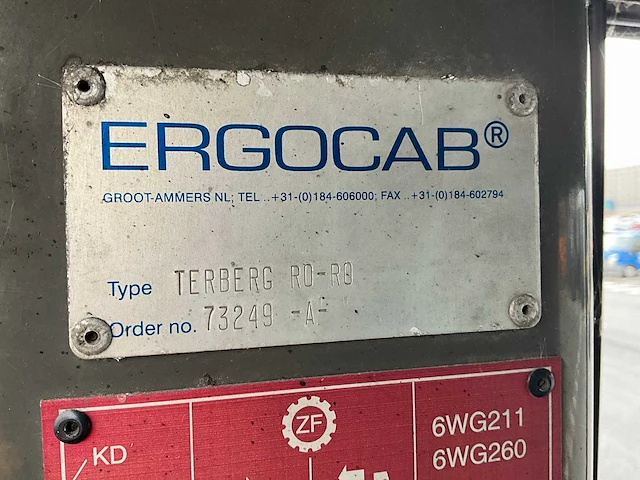 ERGOCAB®
GROOT-AMMERS NL; TEL ..+31-(0)184-606000; FAX ..+31-(0)184-602794
Type TERBERG RO-RO
Order no. 73249 -A-
ZF
6WG211
KD
6WG260